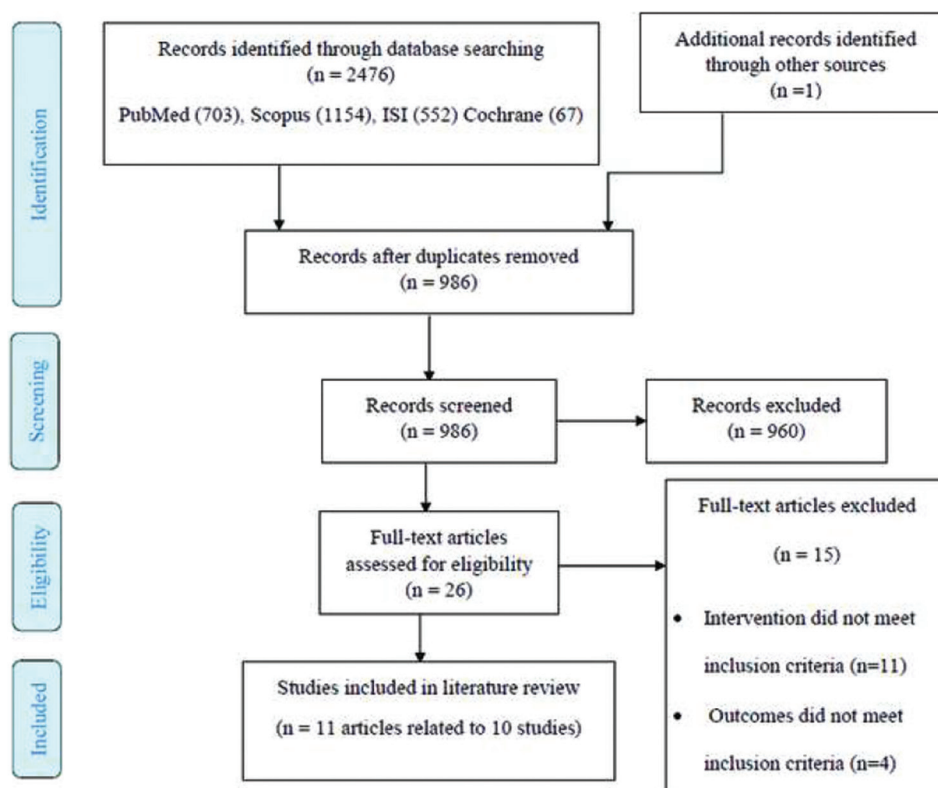 Identification
Records identified through database searching
(n = 2476)
PubMed (703), Scopus (1154), ISI (552) Cochrane (67)
Additional records identified
through other sources
(n =1)
Records after duplicates removed
(n = 986)
Screening
Records screened
(n = 986)
Records excluded
(n = 960)
Eligibility
Full-text articles
assessed for eligibility
(n = 26)
Full-text articles excluded
(n = 15)
• Intervention did not meet
inclusion criteria (n=11)
• Outcomes did not meet
inclusion criteria (n=4)
Included
Studies included in literature review
(n = 11 articles related to 10 studies)